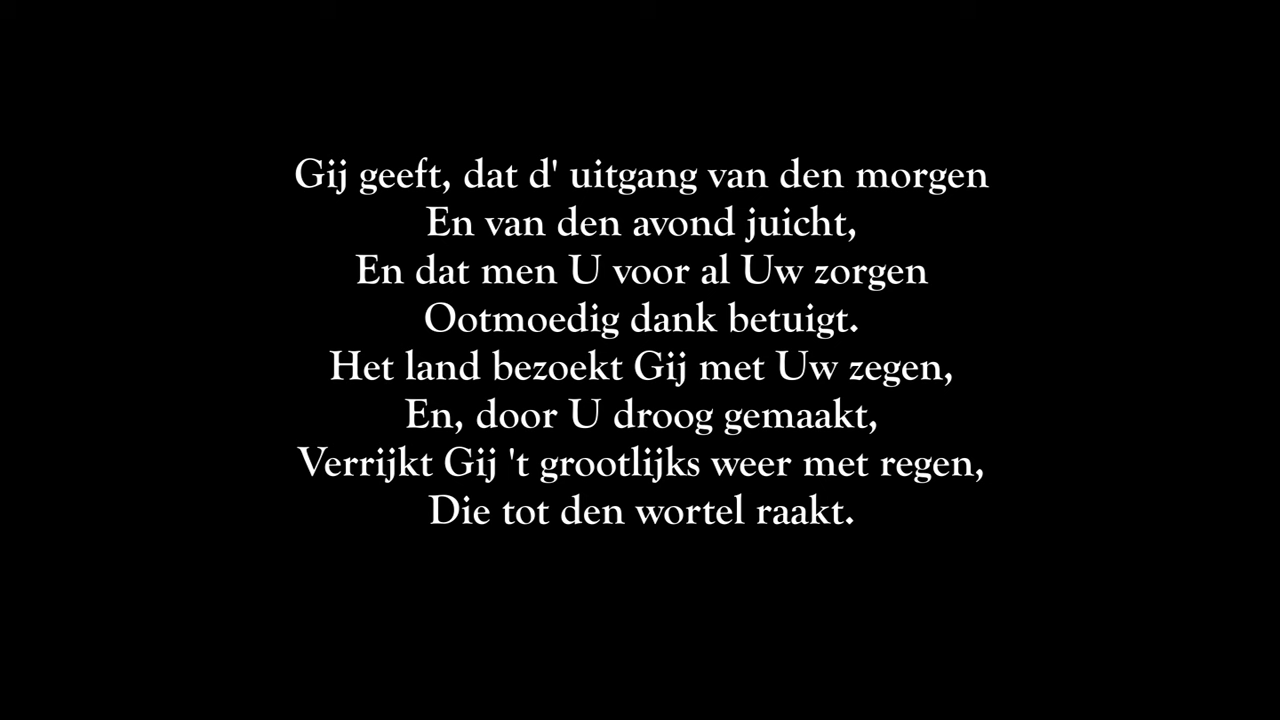 Gij geeft, dat d' uitgang van den morgen
En van den avond juicht,
En dat men U voor al Uw zorgen
Ootmoedig dank betuigt.
Het land bezoekt Gij met Uw zegen,
En, door U droog gemaakt,
Verrijkt Gij 't grootlijks weer met regen,
Die tot den wortel raakt.